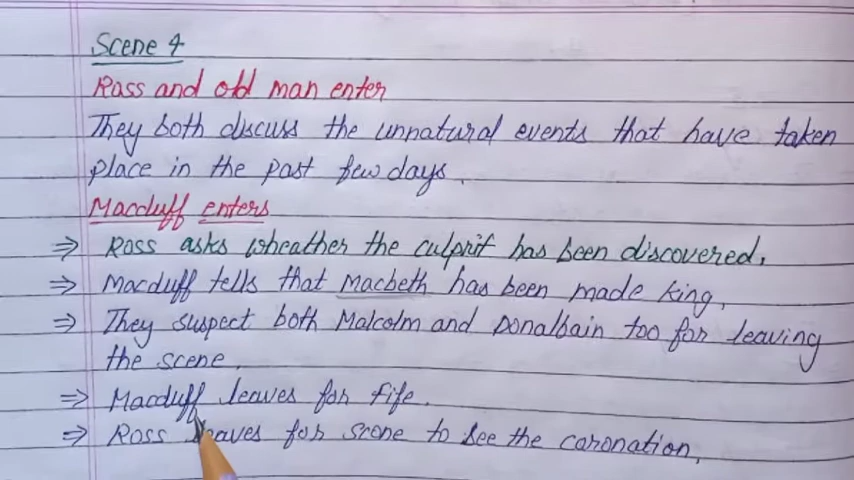 Scene 4
Ross and old man enter
They both discuss the unnatural events that have taken
place in the past few days.
Macduff enters
⇒ Ross asks wheather the culprit has been discovered,
⇒ Macduff tells that Macbeth has been made king,
⇒ They suspect both Malcolm and Donalbain too for leaving
the scene.
⇒ Macduff leaves for fife.
⇒ Ross leaves for scone to see the coronation,